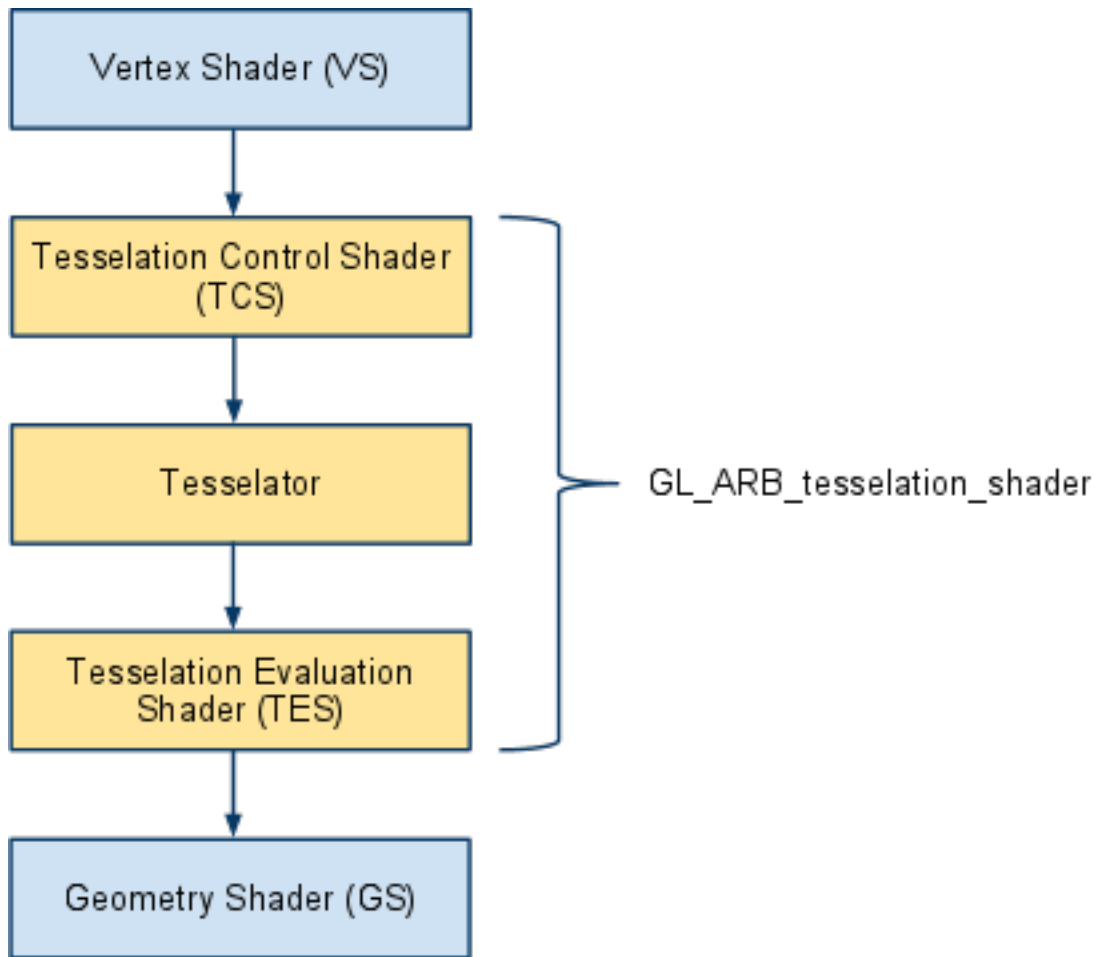 Vertex Shader (VS)
Tesselation Control Shader
(TCS)
Tesselator
GL_ARB_tesselation_shader
Tesselation Evaluation
Shader (TES)
Geometry Shader (GS)